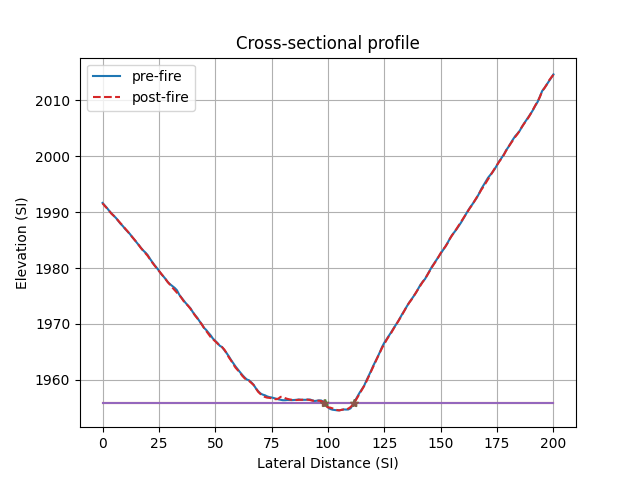 Cross-sectional profile
pre-fire
post-fire
Elevation (SI)
2010
2000
1990
1980
1970
1960
0 25 50 75 100 125 150 175 200
Lateral Distance (SI)